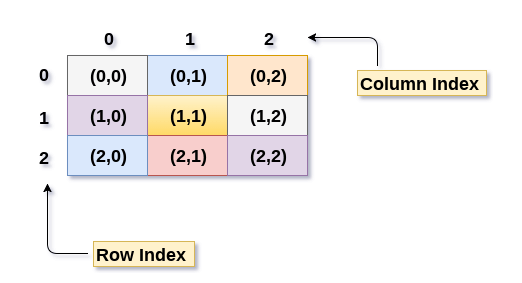 0 1 2
0 (0,0) (0,1) (0,2)
Column Index
1 (1,0) (1,1) (1,2)
2 (2,0) (2,1) (2,2)
Row Index